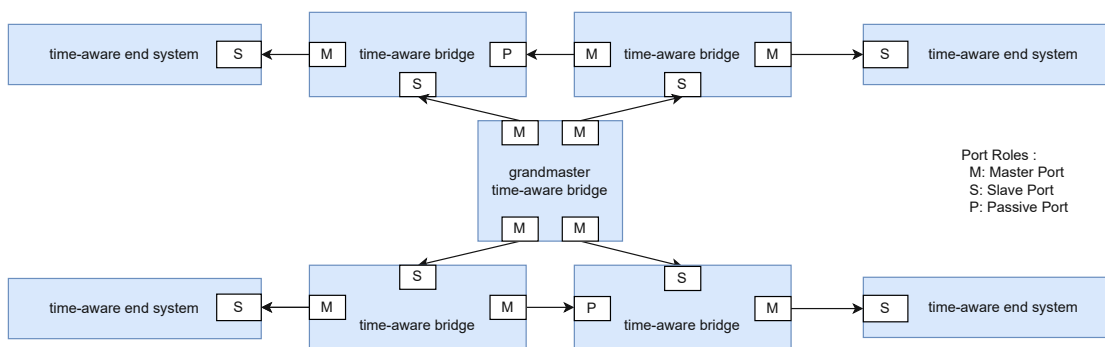 time-aware end system
S
M
time-aware bridge
P
S
M
time-aware bridge
M
S
S
time-aware end system
M
M
grandmaster
time-aware bridge
M
M
Port Roles :
M: Master Port
S: Slave Port
P: Passive Port
time-aware end system
S
M
S
time-aware bridge
M
P
S
time-aware bridge
M
S
time-aware end system